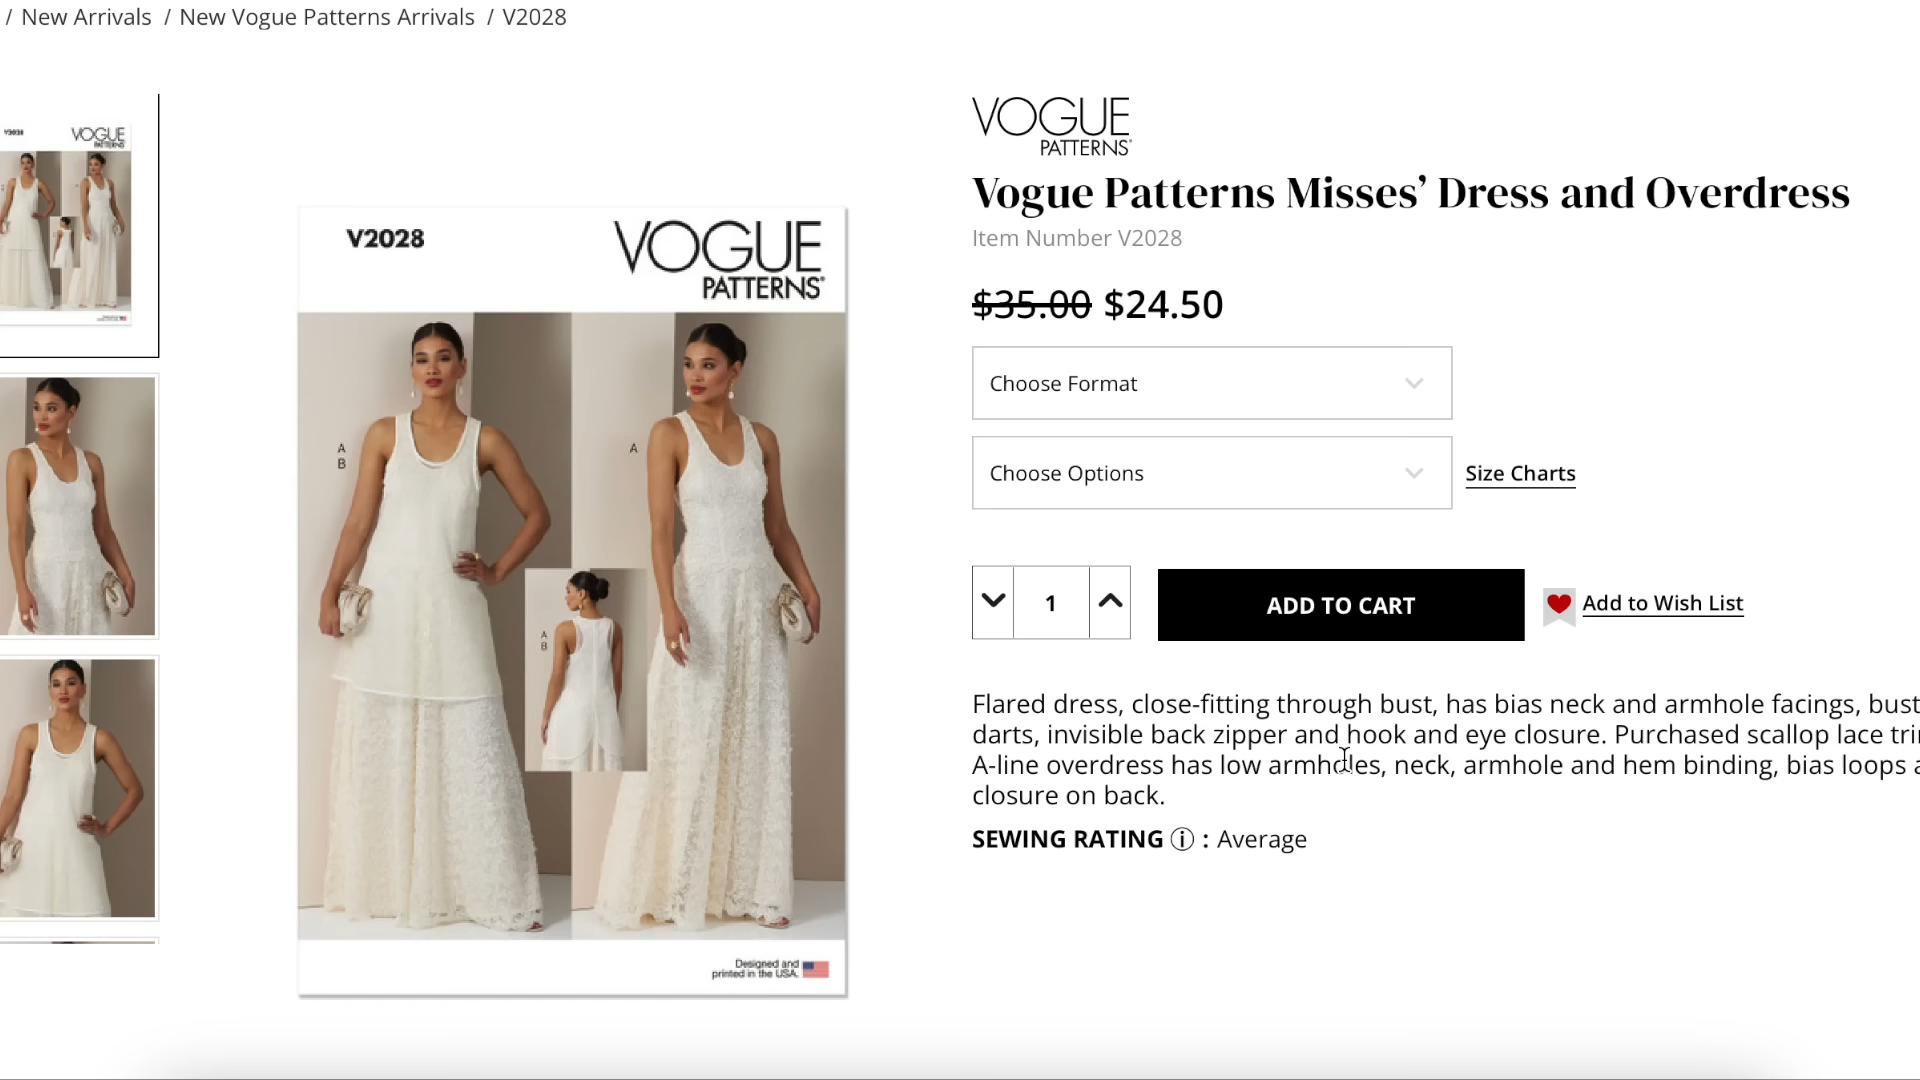 / New Arrivals / New Vogue Patterns Arrivals / V2028
V2028
VOGUE
PATTERNS
V2028
VOGUE
PATTERNS
A
B
A
A
B
Designed and
printed in the USA.
VOGUE
PATTERNS
Vogue Patterns Misses’ Dress and Overdress
Item Number V2028
$35.00 $24.50
Choose Format
Choose Options
Size Charts
1
ADD TO CART
Add to Wish List
Flared dress, close-fitting through bust, has bias neck and armhole facings, bust
darts, invisible back zipper and hook and eye closure. Purchased scallop lace tri
A-line overdress has low armholes, neck, armhole and hem binding, bias loops a
closure on back.
SEWING RATING ⓘ : Average